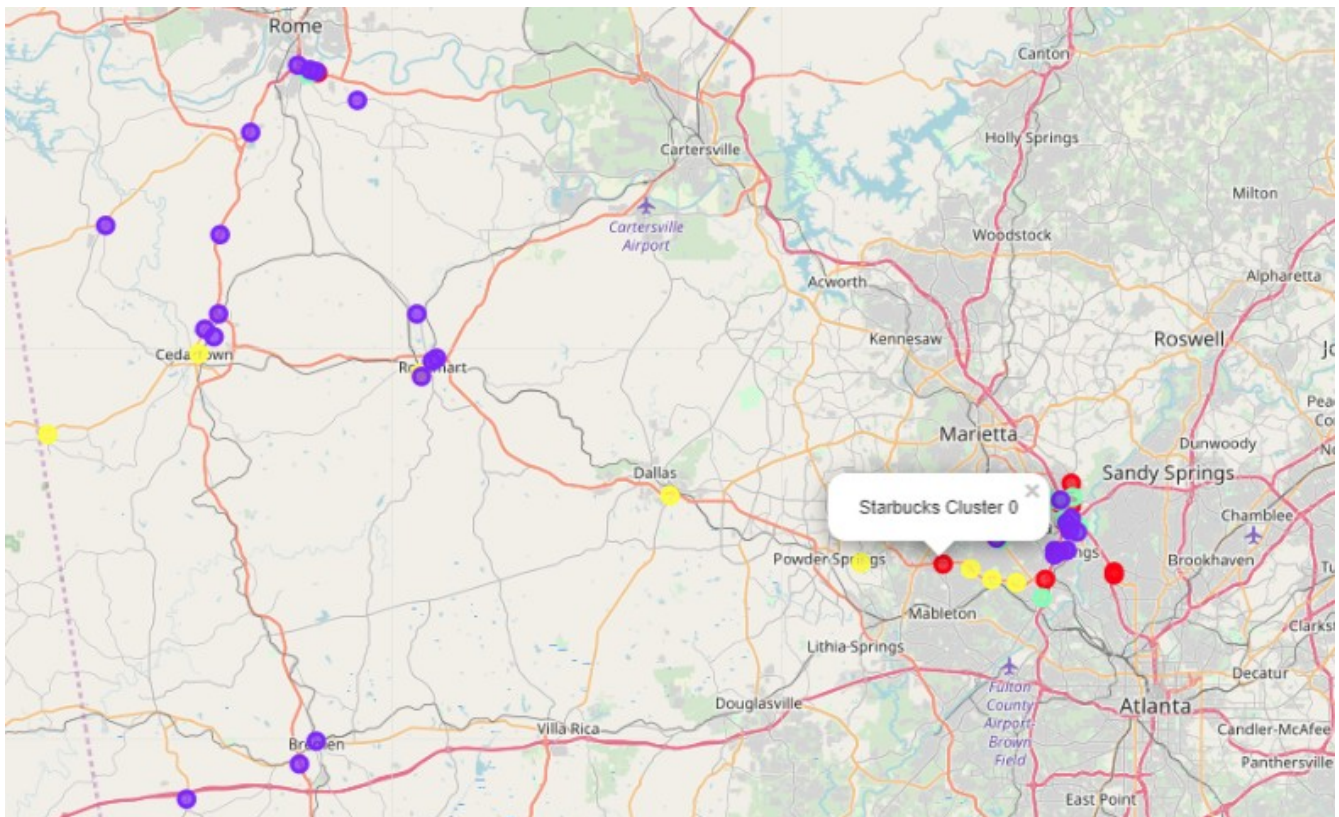 Rome
Canton
Holly Springs
Cartersville
Milton
Cartersville
Airport
Woodstock
Alpharetta
Acworth
Kennesaw
Roswell
Marietta
Dunwoody
Dallas
Sandy Springs
Starbucks Cluster 0
×
Chamblee
Powder Springs
Brookhaven
Mableton
Lithia Springs
Decatur
Fulton
County
Airport-
Brown
Field
Douglasville
Atlanta
Villa Rica
Candler-McAfee
Panthersville
East Point